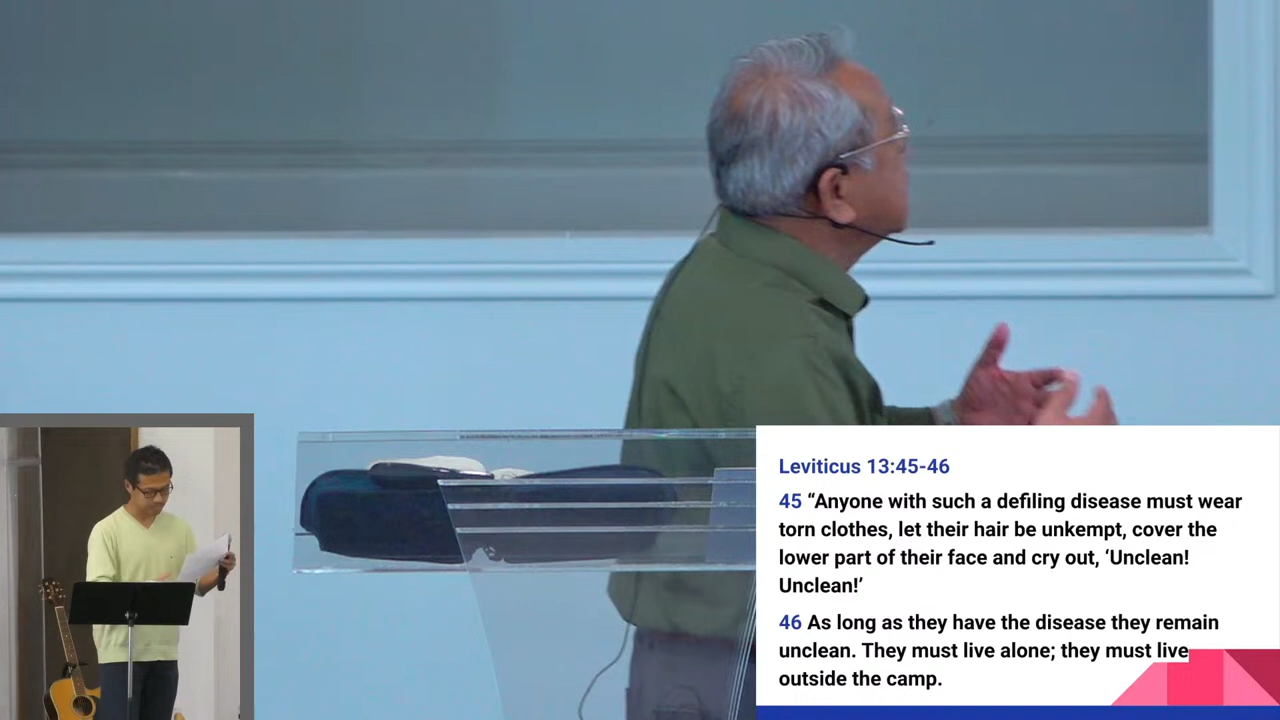 Leviticus 13:45-46
45 “Anyone with such a defiling disease must wear
torn clothes, let their hair be unkempt, cover the
lower part of their face and cry out, ‘Unclean!
Unclean!’
46 As long as they have the disease they remain
unclean. They must live alone; they must live
outside the camp.